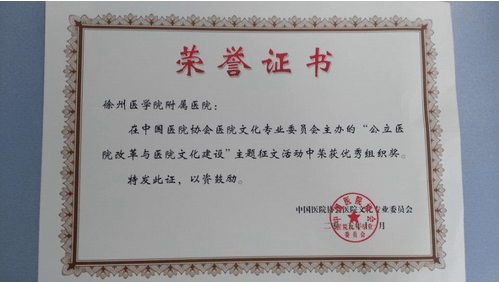 荣誉证书
徐州医学院附属医院：
在中国医院协会医院文化专业委员会主办的“公立医
院改革与医院文化建设”主题征文活动中荣获优秀组织奖。
特发此证，以资鼓励。
中国医院协会医院文化专业委员会
二 月